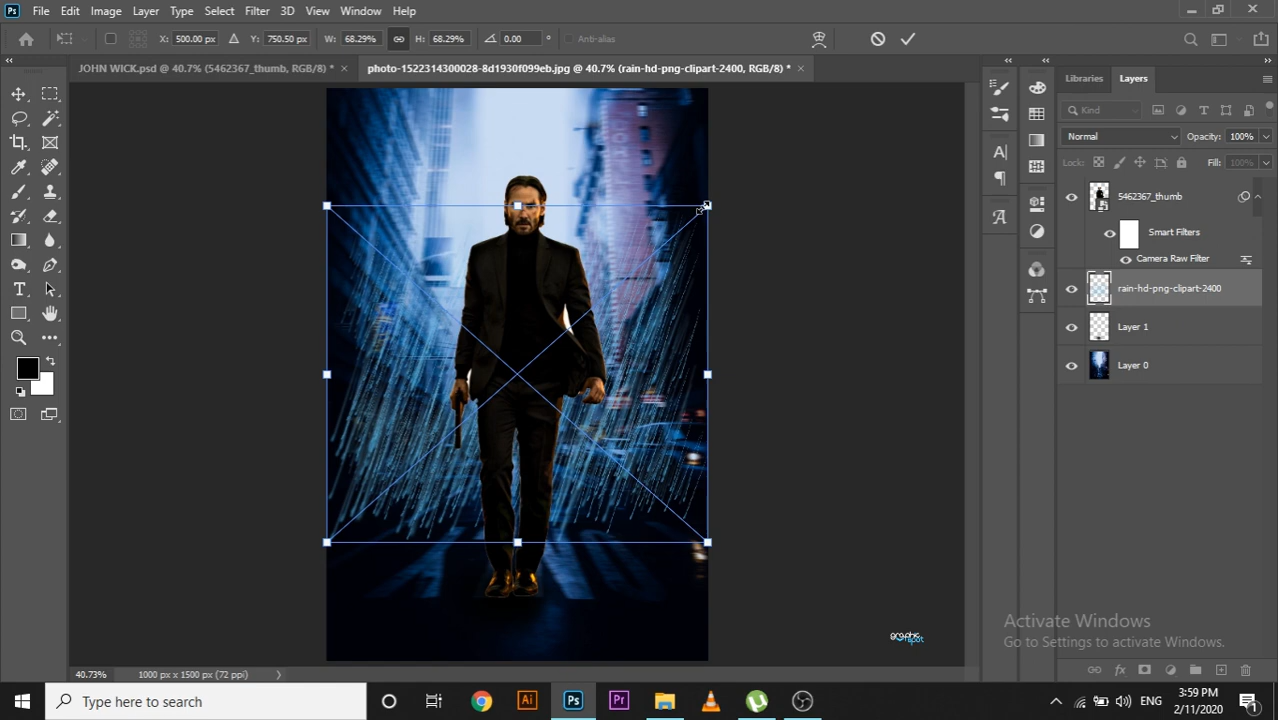 Ps File Edit Image Layer Type Select Filter 3D View Window Help
X: 500.00 px Y: 750.50 px W: 68.29% H: 68.29% 0.00 ° Anti-alias
JOHN WICK.psd @ 40.7% (5462367_thumb, RGB/8) * × photo-1522314300028-8d1930f099eb.jpg @ 40.7% (rain-hd-png-clipart-2400, RGB/8) * ×
Libraries Layers
Kind
Normal Opacity: 100%
Lock: Fill: 100%
5462367_thumb
Smart Filters
Camera Raw Filter
rain-hd-png-clipart-2400
Layer 1
Layer 0
Activate Windows
Go to Settings to activate Windows.
40.73% 1000 px x 1500 px (72 ppi)
Type here to search
Ai Ps Pr
ENG
3:59 PM
2/11/2020
1